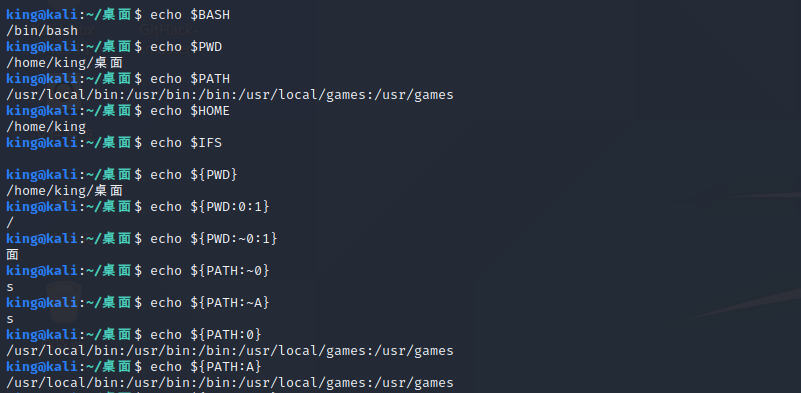 king@kali:~/桌面$ echo $BASH
/bin/bash
king@kali:~/桌面$ echo $PWD
/home/king/桌面
king@kali:~/桌面$ echo $PATH
/usr/local/bin:/usr/bin:/bin:/usr/local/games:/usr/games
king@kali:~/桌面$ echo $HOME
/home/king
king@kali:~/桌面$ echo $IFS
king@kali:~/桌面$ echo ${PWD}
/home/king/桌面
king@kali:~/桌面$ echo ${PWD:0:1}
/
king@kali:~/桌面$ echo ${PWD:~0:1}
面
king@kali:~/桌面$ echo ${PATH:~0}
s
king@kali:~/桌面$ echo ${PATH:~A}
s
king@kali:~/桌面$ echo ${PATH:0}
/usr/local/bin:/usr/bin:/bin:/usr/local/games:/usr/games
king@kali:~/桌面$ echo ${PATH:A}
/usr/local/bin:/usr/bin:/bin:/usr/local/games:/usr/games